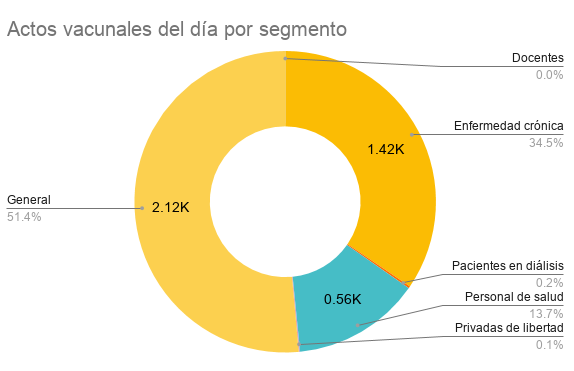 Actos vacunales del día por segmento
Docentes
0.0%
Enfermedad crónica
34.5%
1.42K
General
51.4%
2.12K
Pacientes en diálisis
0.2%
0.56K
Personal de salud
13.7%
Privadas de libertad
0.1%